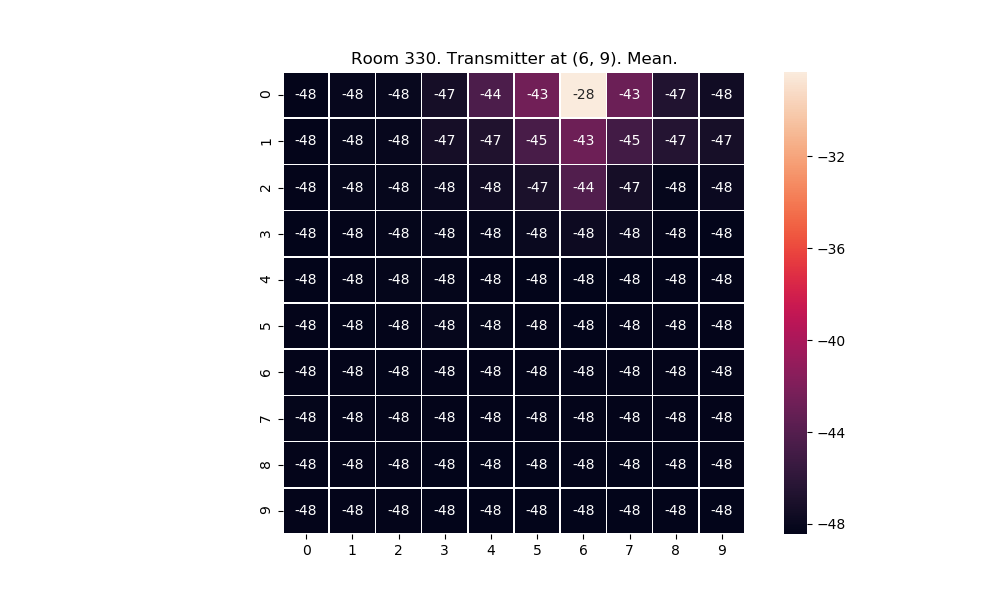 Room 330. Transmitter at (6, 9). Mean.
0 -48 -48 -48 -47 -44 -43 -28 -43 -47 -48
1 -48 -48 -48 -47 -47 -45 -43 -45 -47 -47
2 -48 -48 -48 -48 -48 -47 -44 -47 -48 -48
3 -48 -48 -48 -48 -48 -48 -48 -48 -48 -48
4 -48 -48 -48 -48 -48 -48 -48 -48 -48 -48
5 -48 -48 -48 -48 -48 -48 -48 -48 -48 -48
6 -48 -48 -48 -48 -48 -48 -48 -48 -48 -48
7 -48 -48 -48 -48 -48 -48 -48 -48 -48 -48
8 -48 -48 -48 -48 -48 -48 -48 -48 -48 -48
9 -48 -48 -48 -48 -48 -48 -48 -48 -48 -48
0 1 2 3 4 5 6 7 8 9
−32
−36
−40
−44
−48